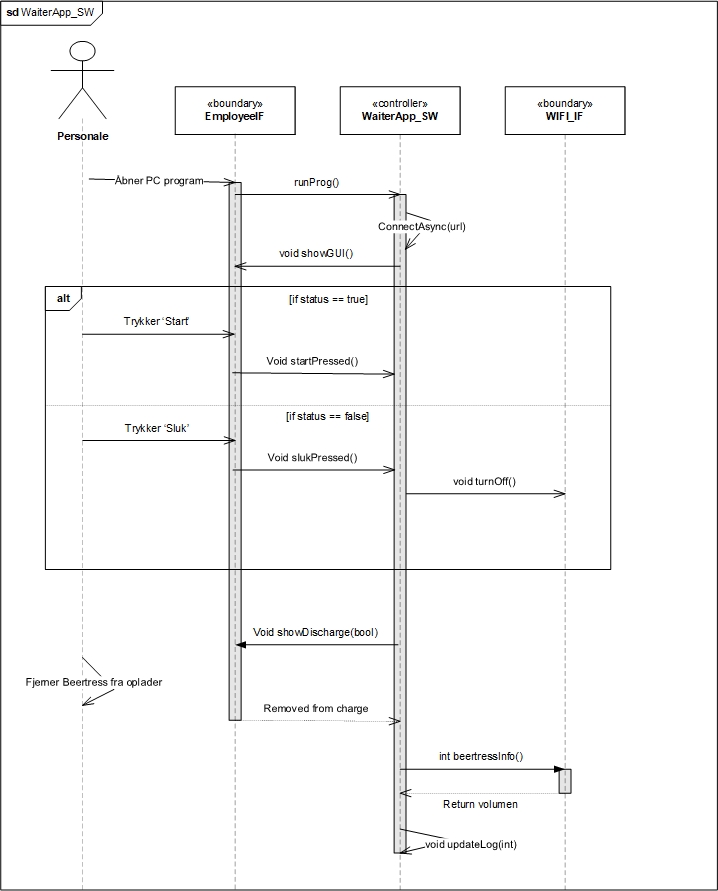 sd WaiterApp_SW
Personale
«boundary»
EmployeeIF
«controller»
WaiterApp_SW
«boundary»
WIFI_IF
Åbner PC program
runProg()
ConnectAsync(url)
void showGUI()
alt
[if status == true]
Trykker ‘Start’
Void startPressed()
[if status == false]
Trykker ‘Sluk’
Void slukPressed()
void turnOff()
Void showDischarge(bool)
Fjerner Beertress fra oplader
Removed from charge
int beertressInfo()
Return volumen
void updateLog(int)